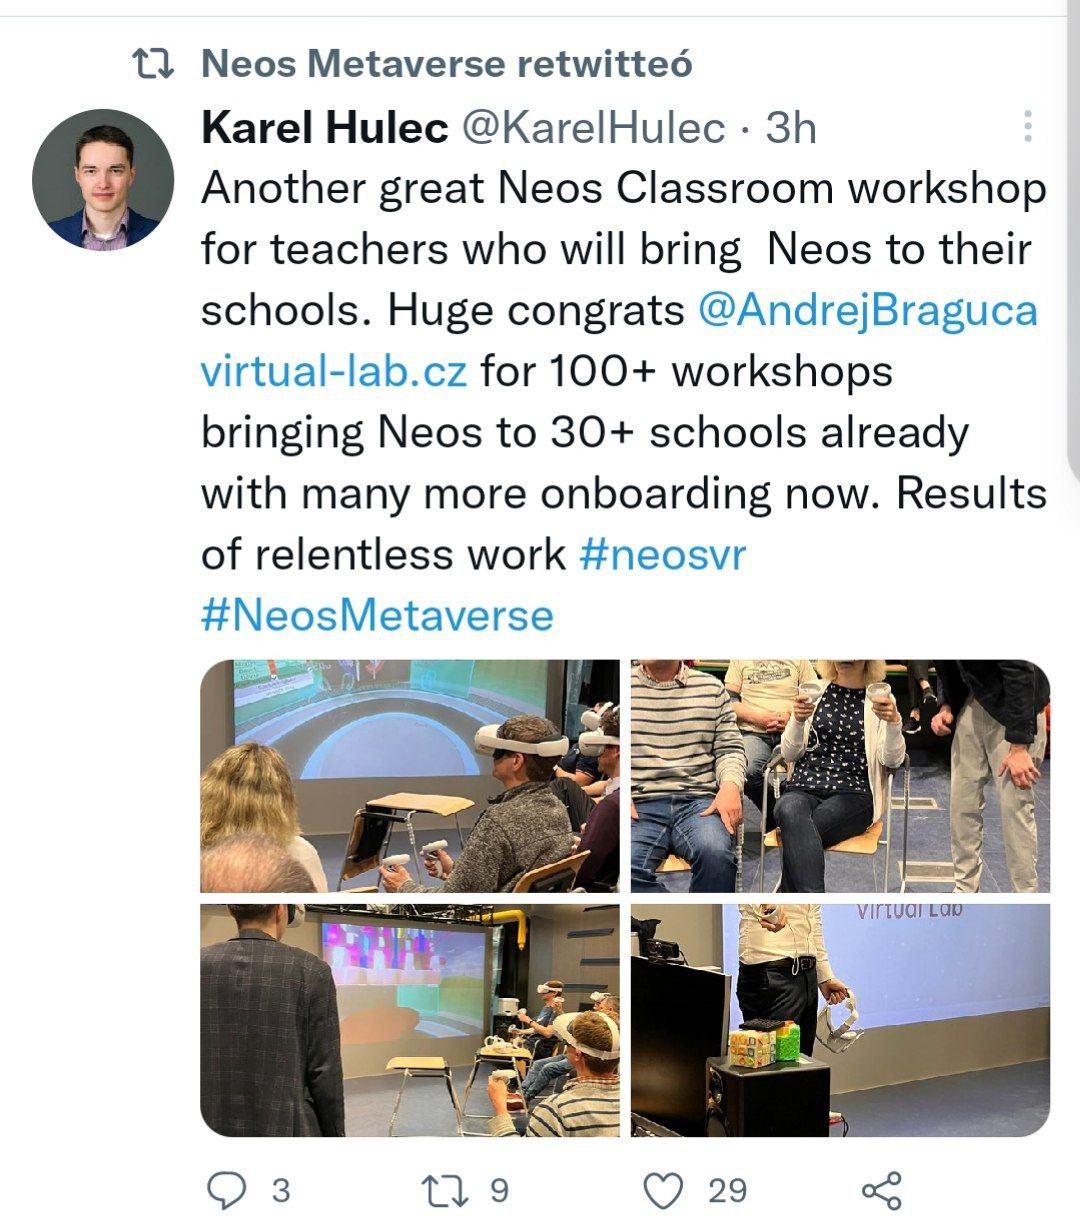 Neos Metaverse retwitteó
Karel Hulec @KarelHulec · 3h
Another great Neos Classroom workshop
for teachers who will bring  Neos to their
schools. Huge congrats @AndrejBraguca
virtual-lab.cz for 100+ workshops
bringing Neos to 30+ schools already
with many more onboarding now. Results
of relentless work #neosvr
#NeosMetaverse
Virtual Lab
3 9 29